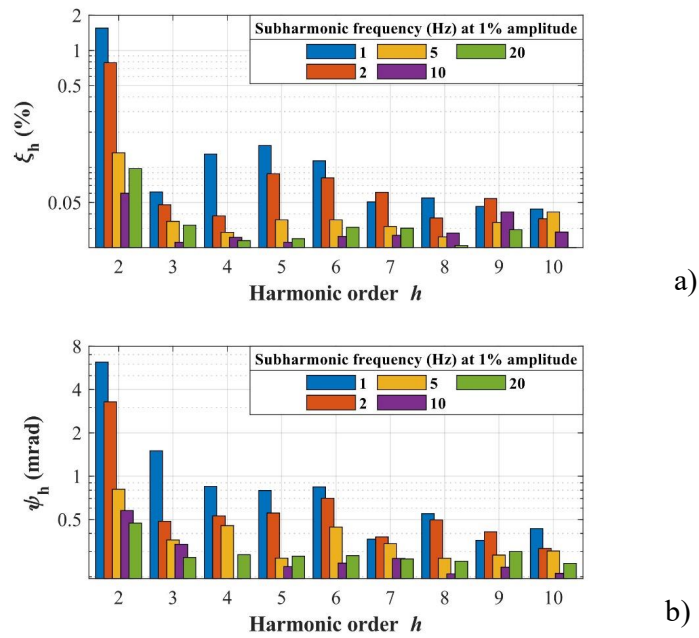 Subharmonic frequency (Hz) at 1% amplitude
1 5 20
2 10
2
1
0.5
0.05
ξh (%)
2 3 4 5 6 7 8 9 10
Harmonic order h
a)
Subharmonic frequency (Hz) at 1% amplitude
1 5 20
2 10
8
4
2
1
0.5
ψh (mrad)
2 3 4 5 6 7 8 9 10
Harmonic order h
b)